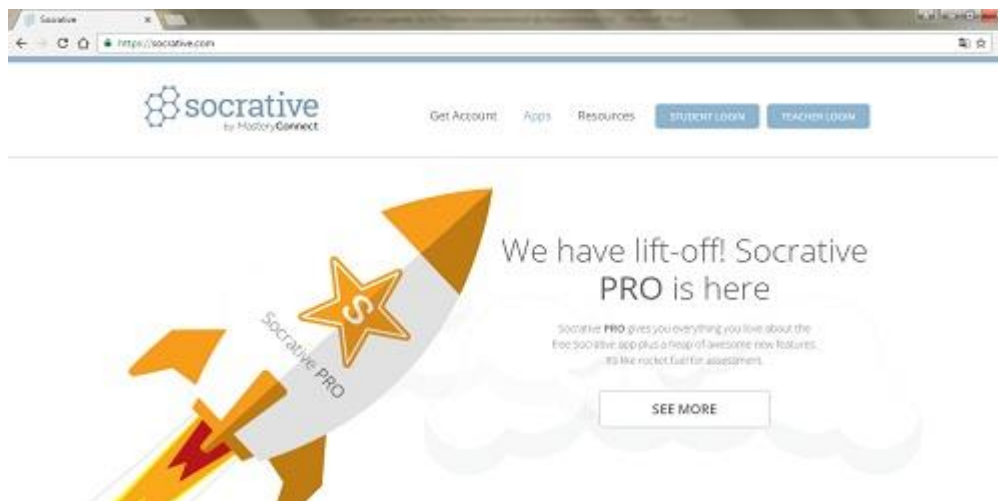 Socrative
https://socrative.com
socrative
by MasteryConnect
Get Account Apps Resources STUDENT LOGIN TEACHER LOGIN
We have lift-off! Socrative
PRO is here
Socrative PRO gives you everything you love about the
free Socrative app plus a heap of awesome new features.
It's like rocket fuel for assessment.
SEE MORE
S
Socrative PRO